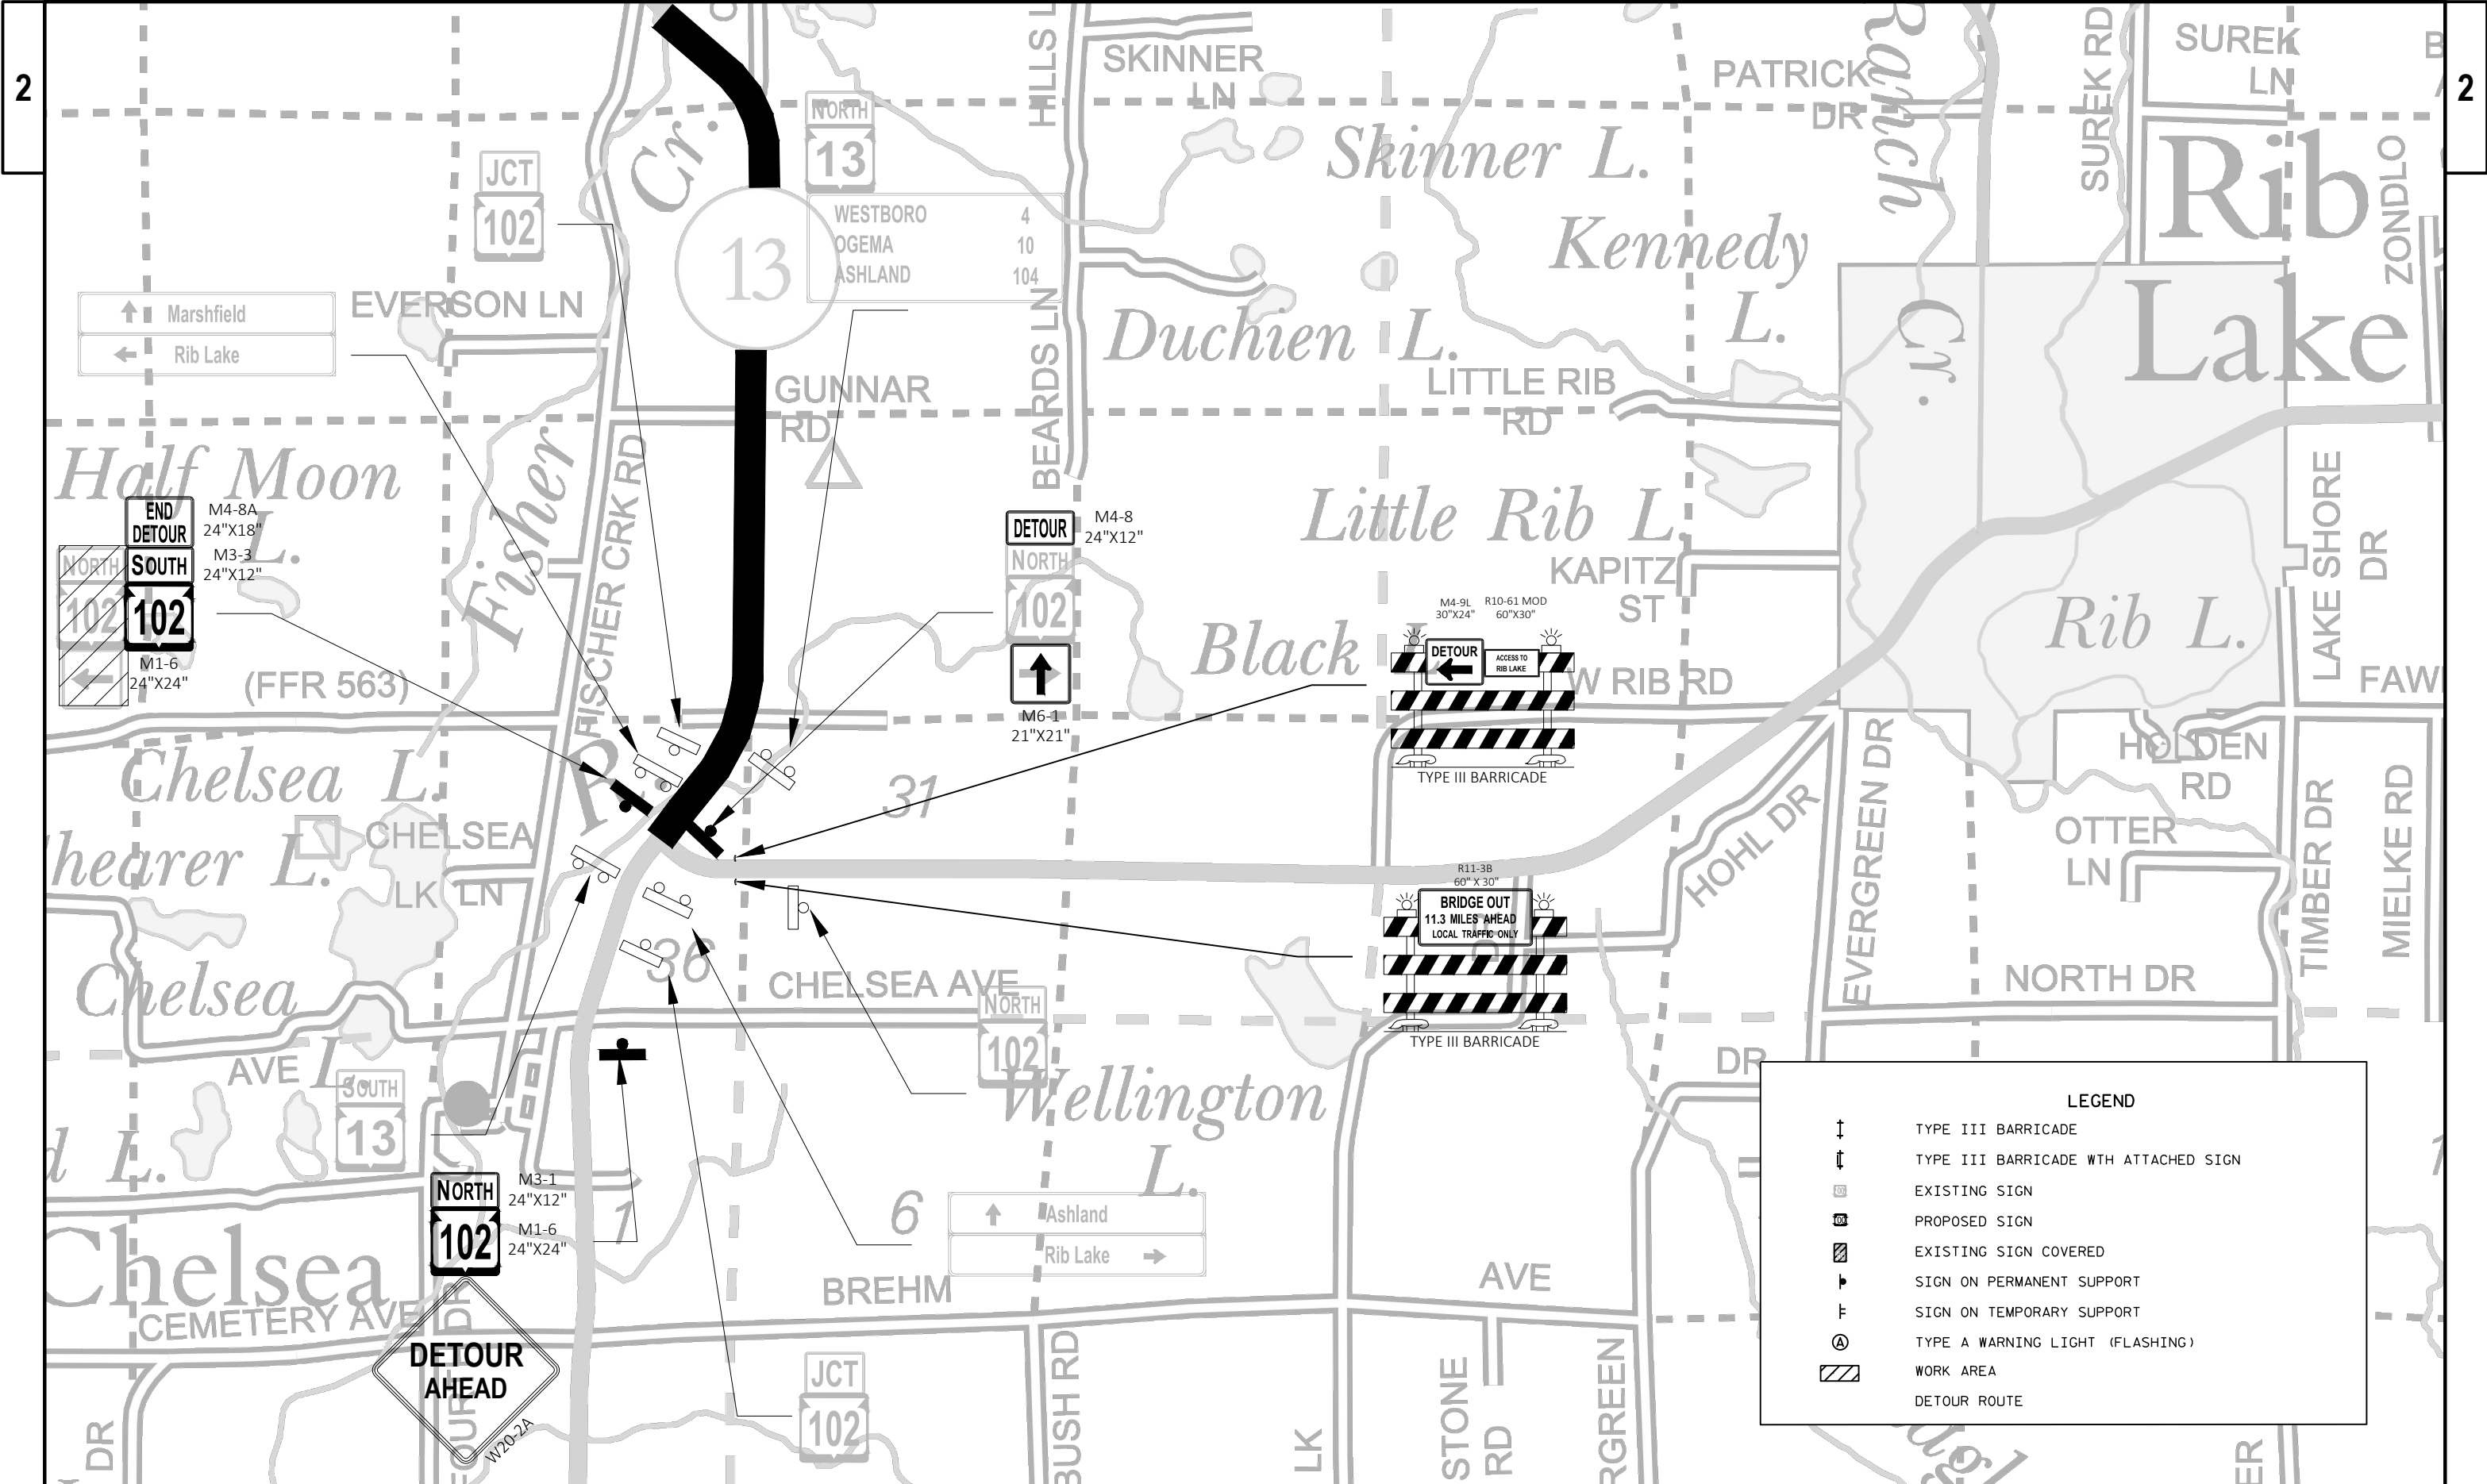 2
2
SKINNER
LN
HILLS L
PATRICK
DR
Ranch
Cr.
SUREK RD
SUREK
LN
Rib
Lake
ZONDLO
Skinner L.
Kennedy
L.
Cr.
NORTH
13
JCT
102
13
WESTBORO 4
OGEMA 10
ASHLAND 104
Marshfield
Rib Lake
EVERSON LN
Duchien L.
BEARDS LN
GUNNAR
RD
LITTLE RIB
RD
Half Moon
L.
Fisher
FISCHER CRK RD
END
DETOUR
M4-8A
24"X18"
SOUTH
M3-3
24"X12"
102
M1-6
24"X24"
NORTH
102
DETOUR
M4-8
24"X12"
NORTH
102
M6-1
21"X21"
Little Rib L.
KAPITZ
ST
LAKE SHORE
DR
Rib L.
Black L
M4-9L
30"X24"
R10-61 MOD
60"X30"
DETOUR
ACCESS TO
RIB LAKE
TYPE III BARRICADE
W RIB RD
FAW
(FFR 563)
R
Chelsea L.
31
HOLDEN
RD
HOHL DR
EVERGREEN DR
OTTER
LN
TIMBER DR
MIELKE RD
CHELSEA
LK LN
hearer L.
R11-3B
60" X 30"
BRIDGE OUT
11.3 MILES AHEAD
LOCAL TRAFFIC ONLY
TYPE III BARRICADE
36
Chelsea
L.
CHELSEA AVE
NORTH DR
NORTH
102
AVE
SOUTH
13
Wellington
L.
DR
d L.
NORTH
M3-1
24"X12"
102
M1-6
24"X24"
1
6
Ashland
Rib Lake
Chelsea
CEMETERY AVE
BREHM
AVE
DETOUR
AHEAD
W20-2A
JCT
102
DR
FOUR
DR
BUSH RD
LK
STONE
RD
RGREEN
ER
LEGEND
TYPE III BARRICADE
TYPE III BARRICADE WTH ATTACHED SIGN
EXISTING SIGN
PROPOSED SIGN
EXISTING SIGN COVERED
SIGN ON PERMANENT SUPPORT
SIGN ON TEMPORARY SUPPORT
A TYPE A WARNING LIGHT (FLASHING)
WORK AREA
DETOUR ROUTE